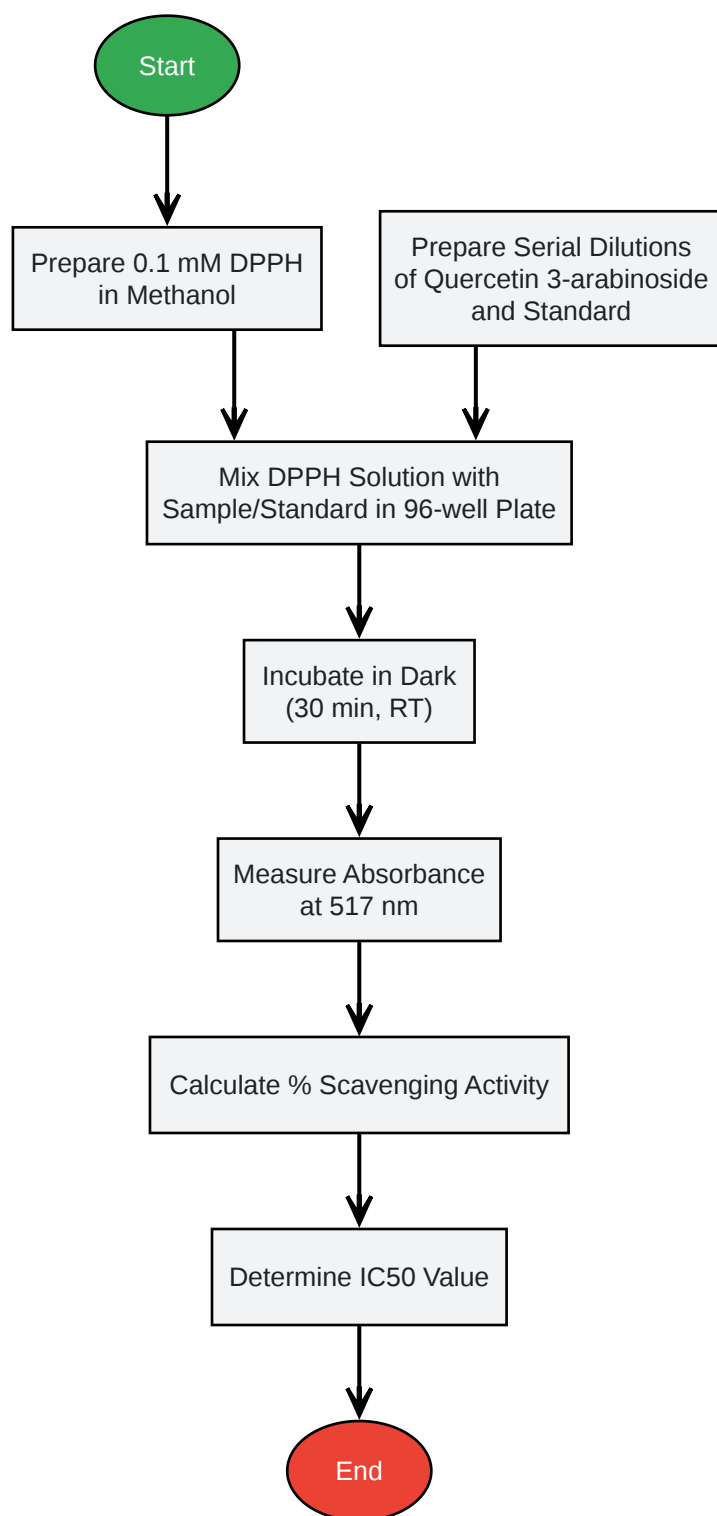 Start
Prepare 0.1 mM DPPH
in Methanol
Prepare Serial Dilutions
of Quercetin 3-arabinoside
and Standard
Mix DPPH Solution with
Sample/Standard in 96-well Plate
Incubate in Dark
(30 min, RT)
Measure Absorbance
at 517 nm
Calculate % Scavenging Activity
Determine IC50 Value
End